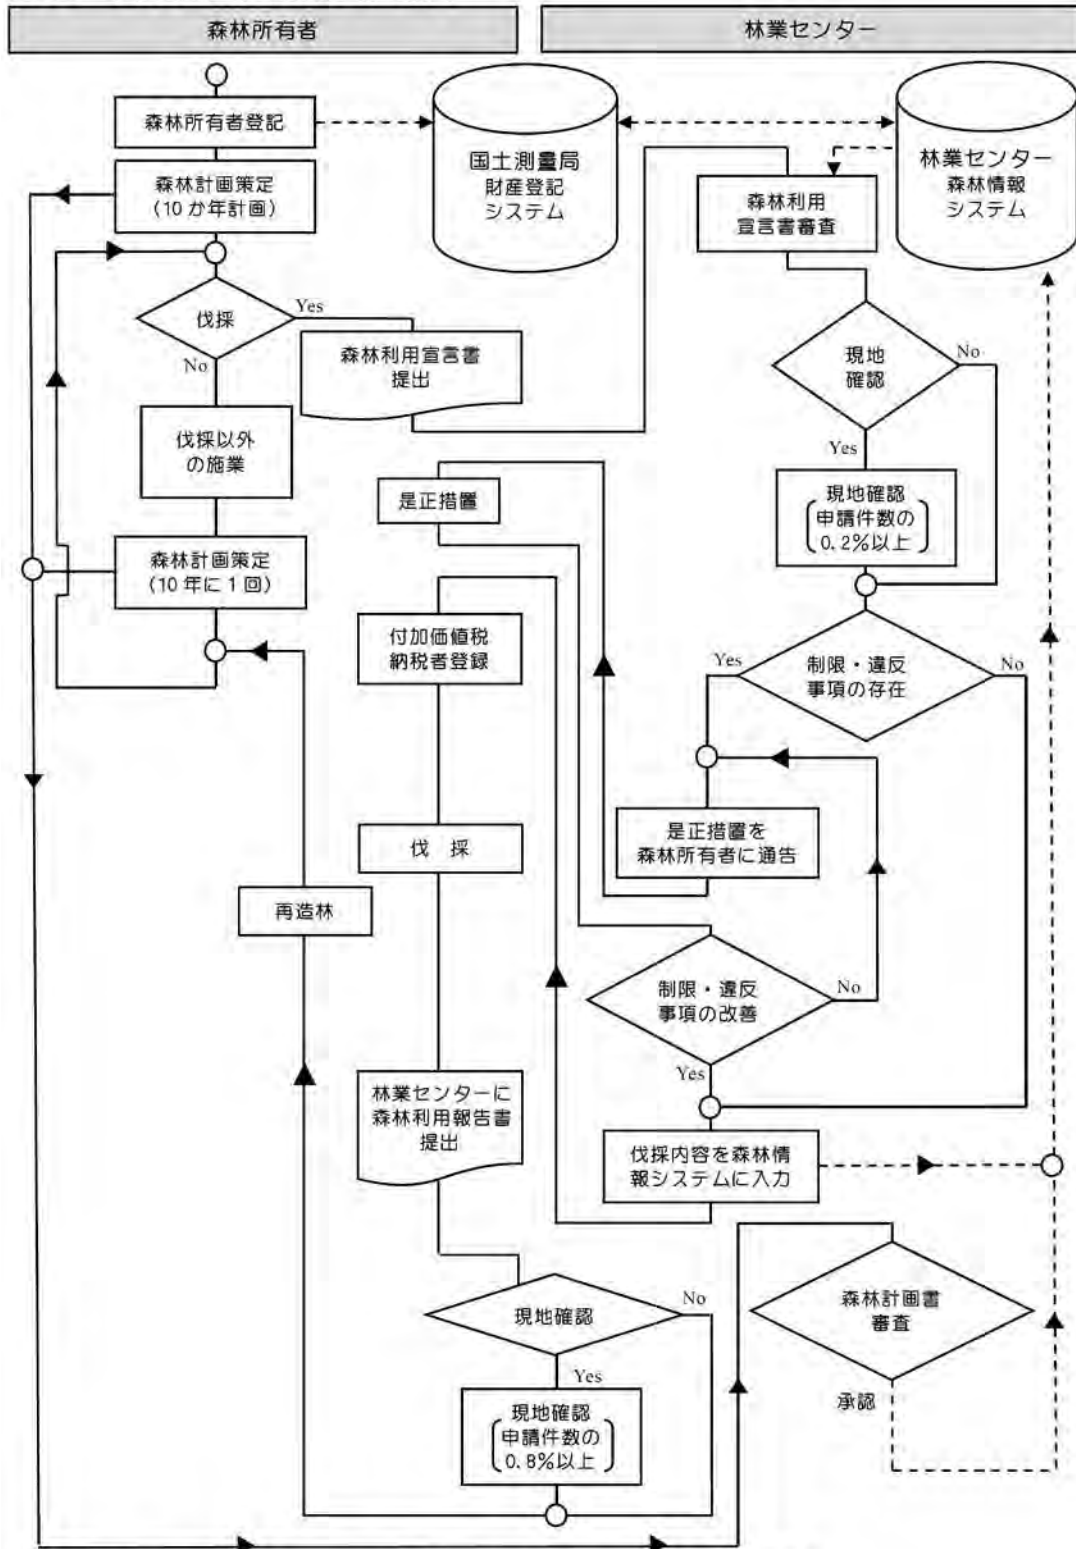 森林所有者
林業センター
森林所有者登記
国土測量局
財産登記
システム
林業センター
森林情報
システム
森林計画策定
(10か年計画)
森林利用
宣言書審査
伐採
Yes
No
森林利用宣言書
提出
現地
確認
No
Yes
伐採以外
の施業
是正措置
現地確認
申請件数の
0.2%以上
森林計画策定
(10年に1回)
付加価値税
納税者登録
Yes
制限・違反
事項の存在
No
伐 採
是正措置を
森林所有者に通告
再造林
制限・違反
事項の改善
No
Yes
林業センターに
森林利用報告書
提出
伐採内容を森林情
報システムに入力
現地確認
No
Yes
森林計画書
審査
承認
現地確認
申請件数の
0.8%以上